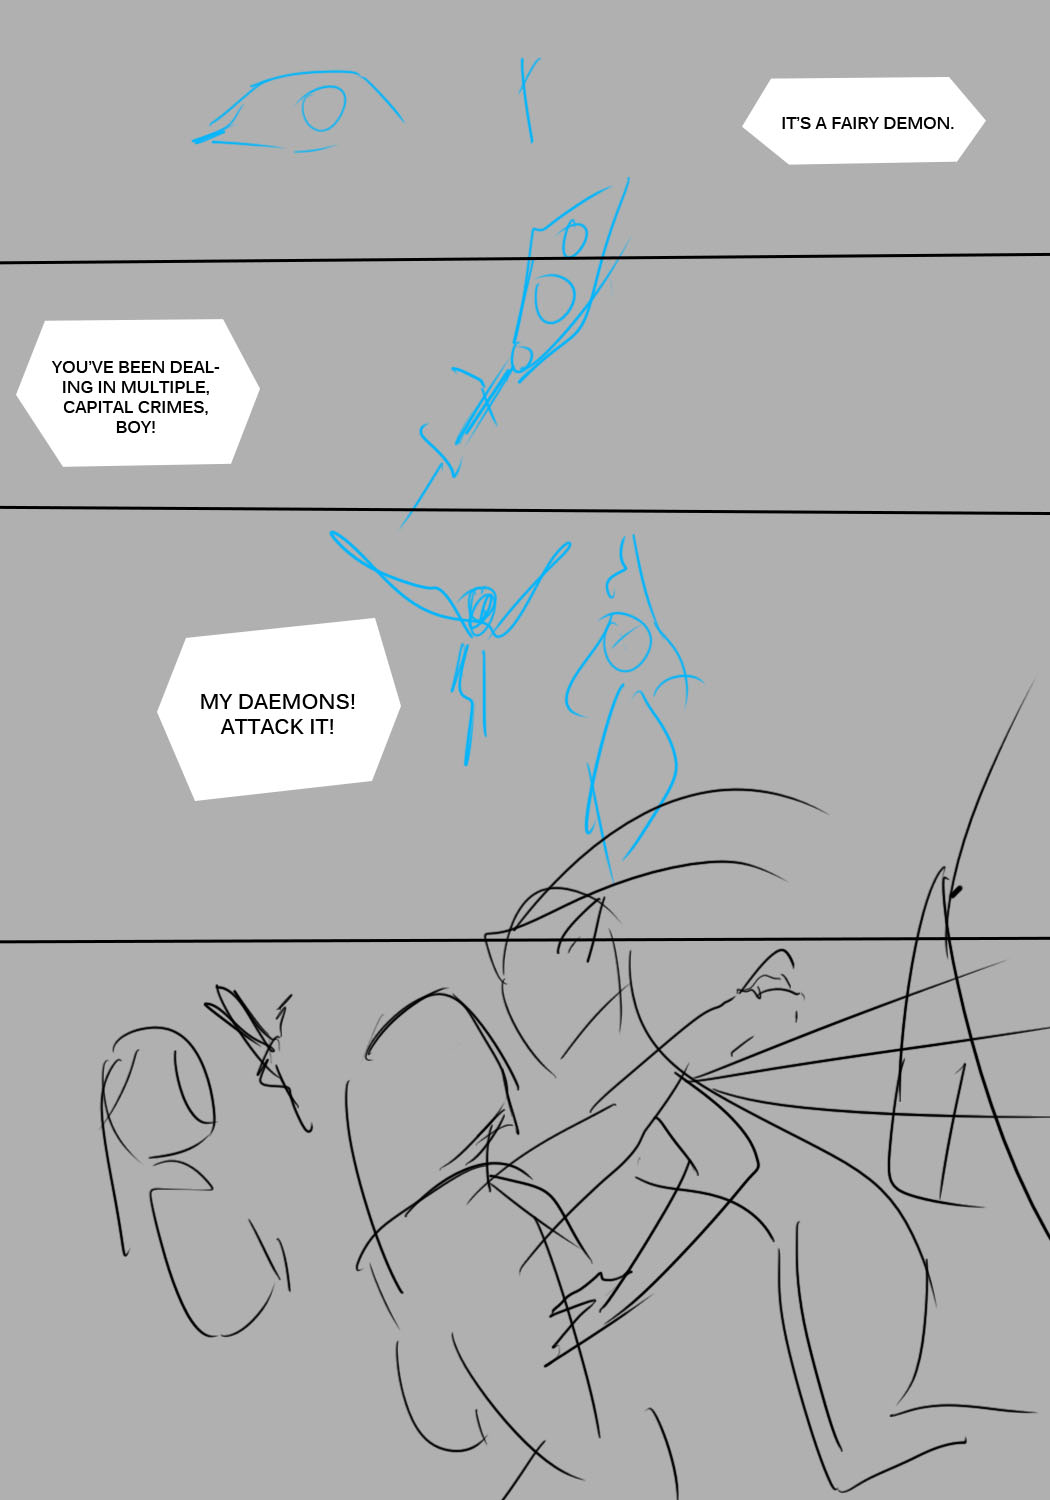 IT'S A FAIRY DEMON.
YOU'VE BEEN DEAL-
ING IN MULTIPLE,
CAPITAL CRIMES,
BOY!
MY DAEMONS!
ATTACK IT!